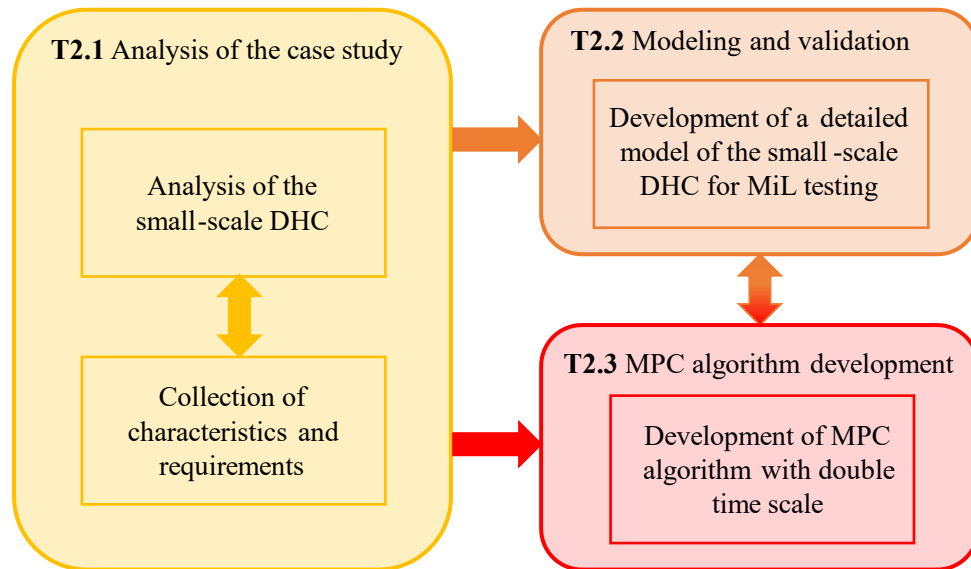 T2.1 Analysis of the case study
Analysis of the
small-scale DHC
Collection of
characteristics and
requirements
T2.2 Modeling and validation
Development of a detailed
model of the small -scale
DHC for MiL testing
T2.3 MPC algorithm development
Development of MPC
algorithm with double
time scale